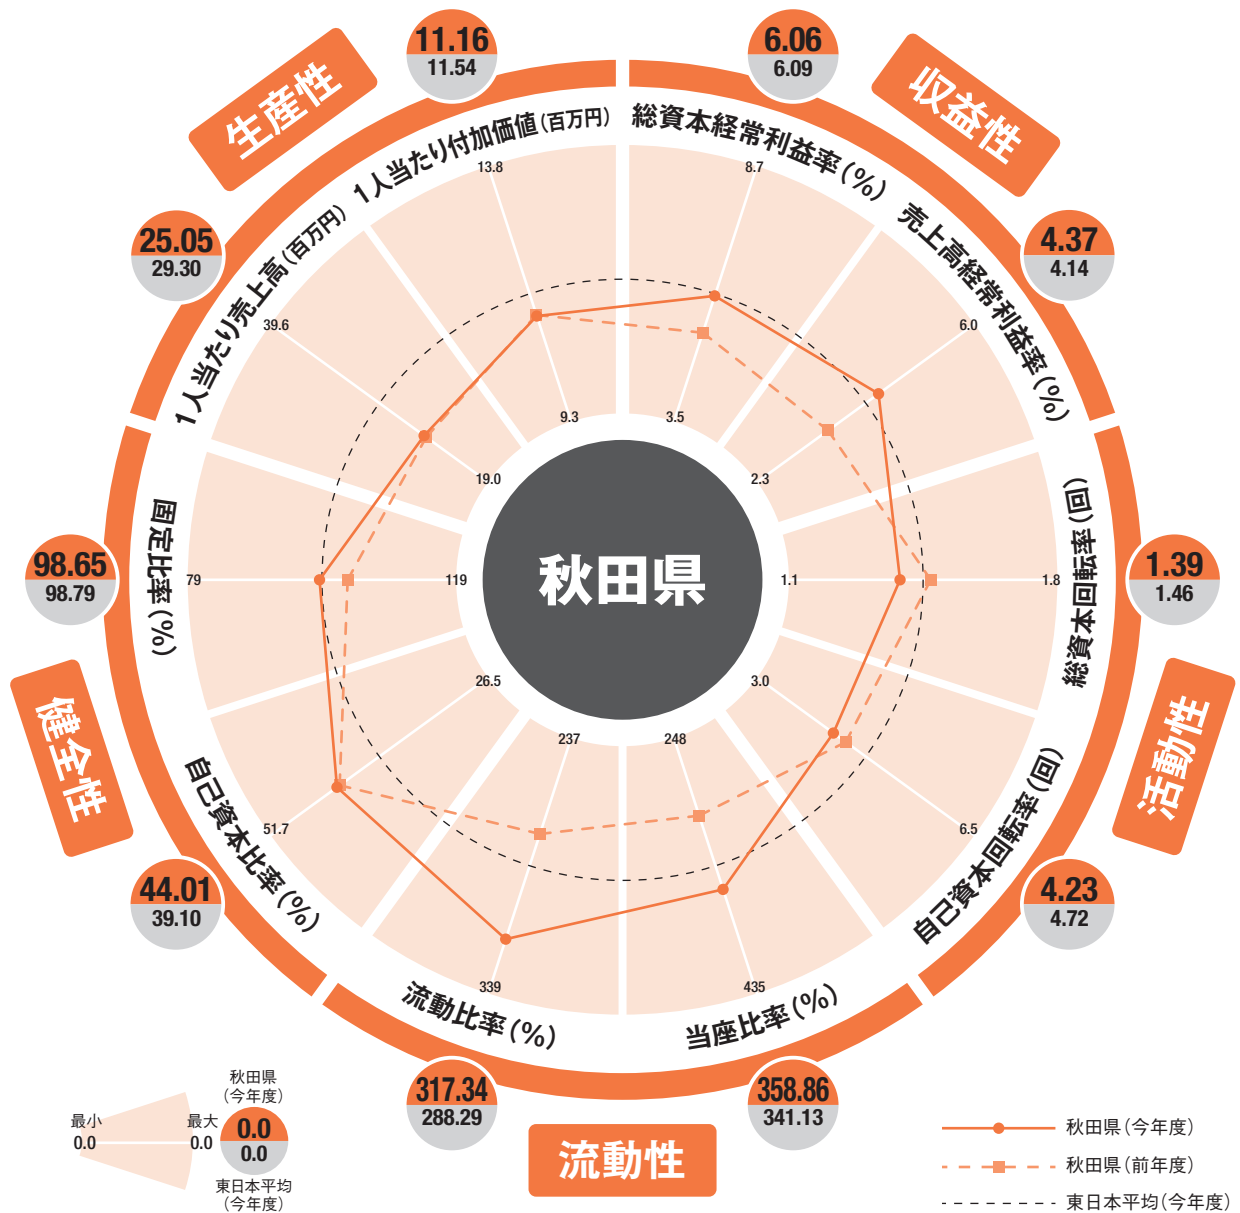 秋田県
収益性
総資本経常利益率(%)
6.06
6.09
8.7
3.5
売上高経常利益率(%)
4.37
4.14
6.0
2.3
活動性
総資本回転率(回)
1.39
1.46
1.8
1.1
自己資本回転率(回)
4.23
4.72
6.5
3.0
流動性
当座比率(%)
358.86
341.13
435
248
流動比率(%)
317.34
288.29
339
237
健全性
自己資本比率(%)
44.01
39.10
51.7
26.5
固定比率(%)
98.65
98.79
79
119
生産性
1人当たり売上高(百万円)
25.05
29.30
39.6
19.0
1人当たり付加価値(百万円)
11.16
11.54
13.8
9.3
秋田県
(今年度)
最小
0.0
最大
0.0
0.0
0.0
東日本平均
(今年度)
秋田県(今年度)
秋田県(前年度)
東日本平均(今年度)